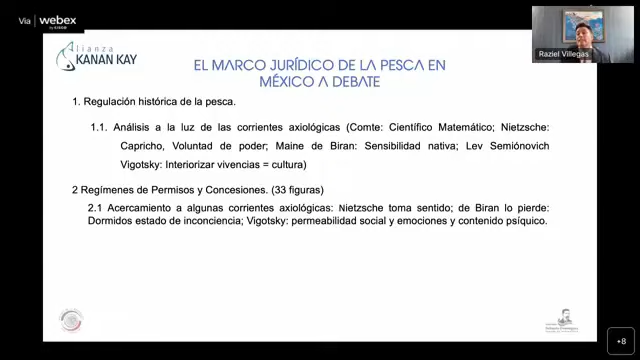 Via webex
by CISCO
Alianza
KANAN KAY
Raziel Villegas
EL MARCO JURÍDICO DE LA PESCA EN
MÉXICO A DEBATE
1. Regulación histórica de la pesca.
1.1. Análisis a la luz de las corrientes axiológicas (Comte: Científico Matemático; Nietzsche:
Capricho, Voluntad de poder; Maine de Biran: Sensibilidad nativa; Lev Semiónovich
Vigotsky: Interiorizar vivencias = cultura)
2 Regímenes de Permisos y Concesiones. (33 figuras)
2.1 Acercamiento a algunas corrientes axiológicas: Nietzsche toma sentido; de Biran lo pierde:
Dormidos estado de inconciencia; Vigotsky: permeabilidad social y emociones y contenido psíquico.
+8